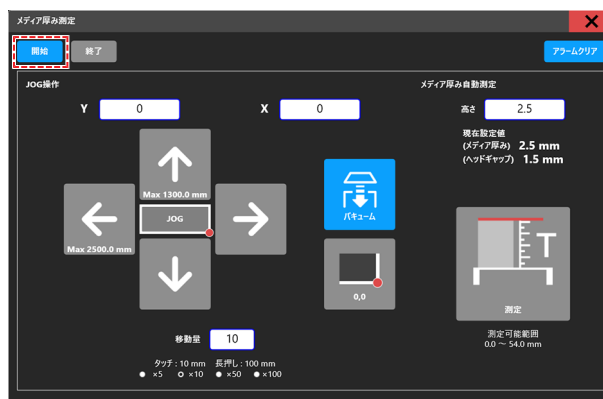 メディア厚み測定
開始 終了 アラームクリア
JOG操作 メディア厚み自動測定
Y 0 X 0 高さ 2.5
現在設定値
(メディア厚み) 2.5 mm
(ヘッドギャップ) 1.5 mm
Max 1300.0 mm
JOG
バキューム
Max 2500.0 mm
T
0,0
測定
移動量 10
測定可能範囲
0.0 ~ 54.0 mm
タッチ : 10 mm 長押し : 100 mm
×5 ×10 ×50 ×100